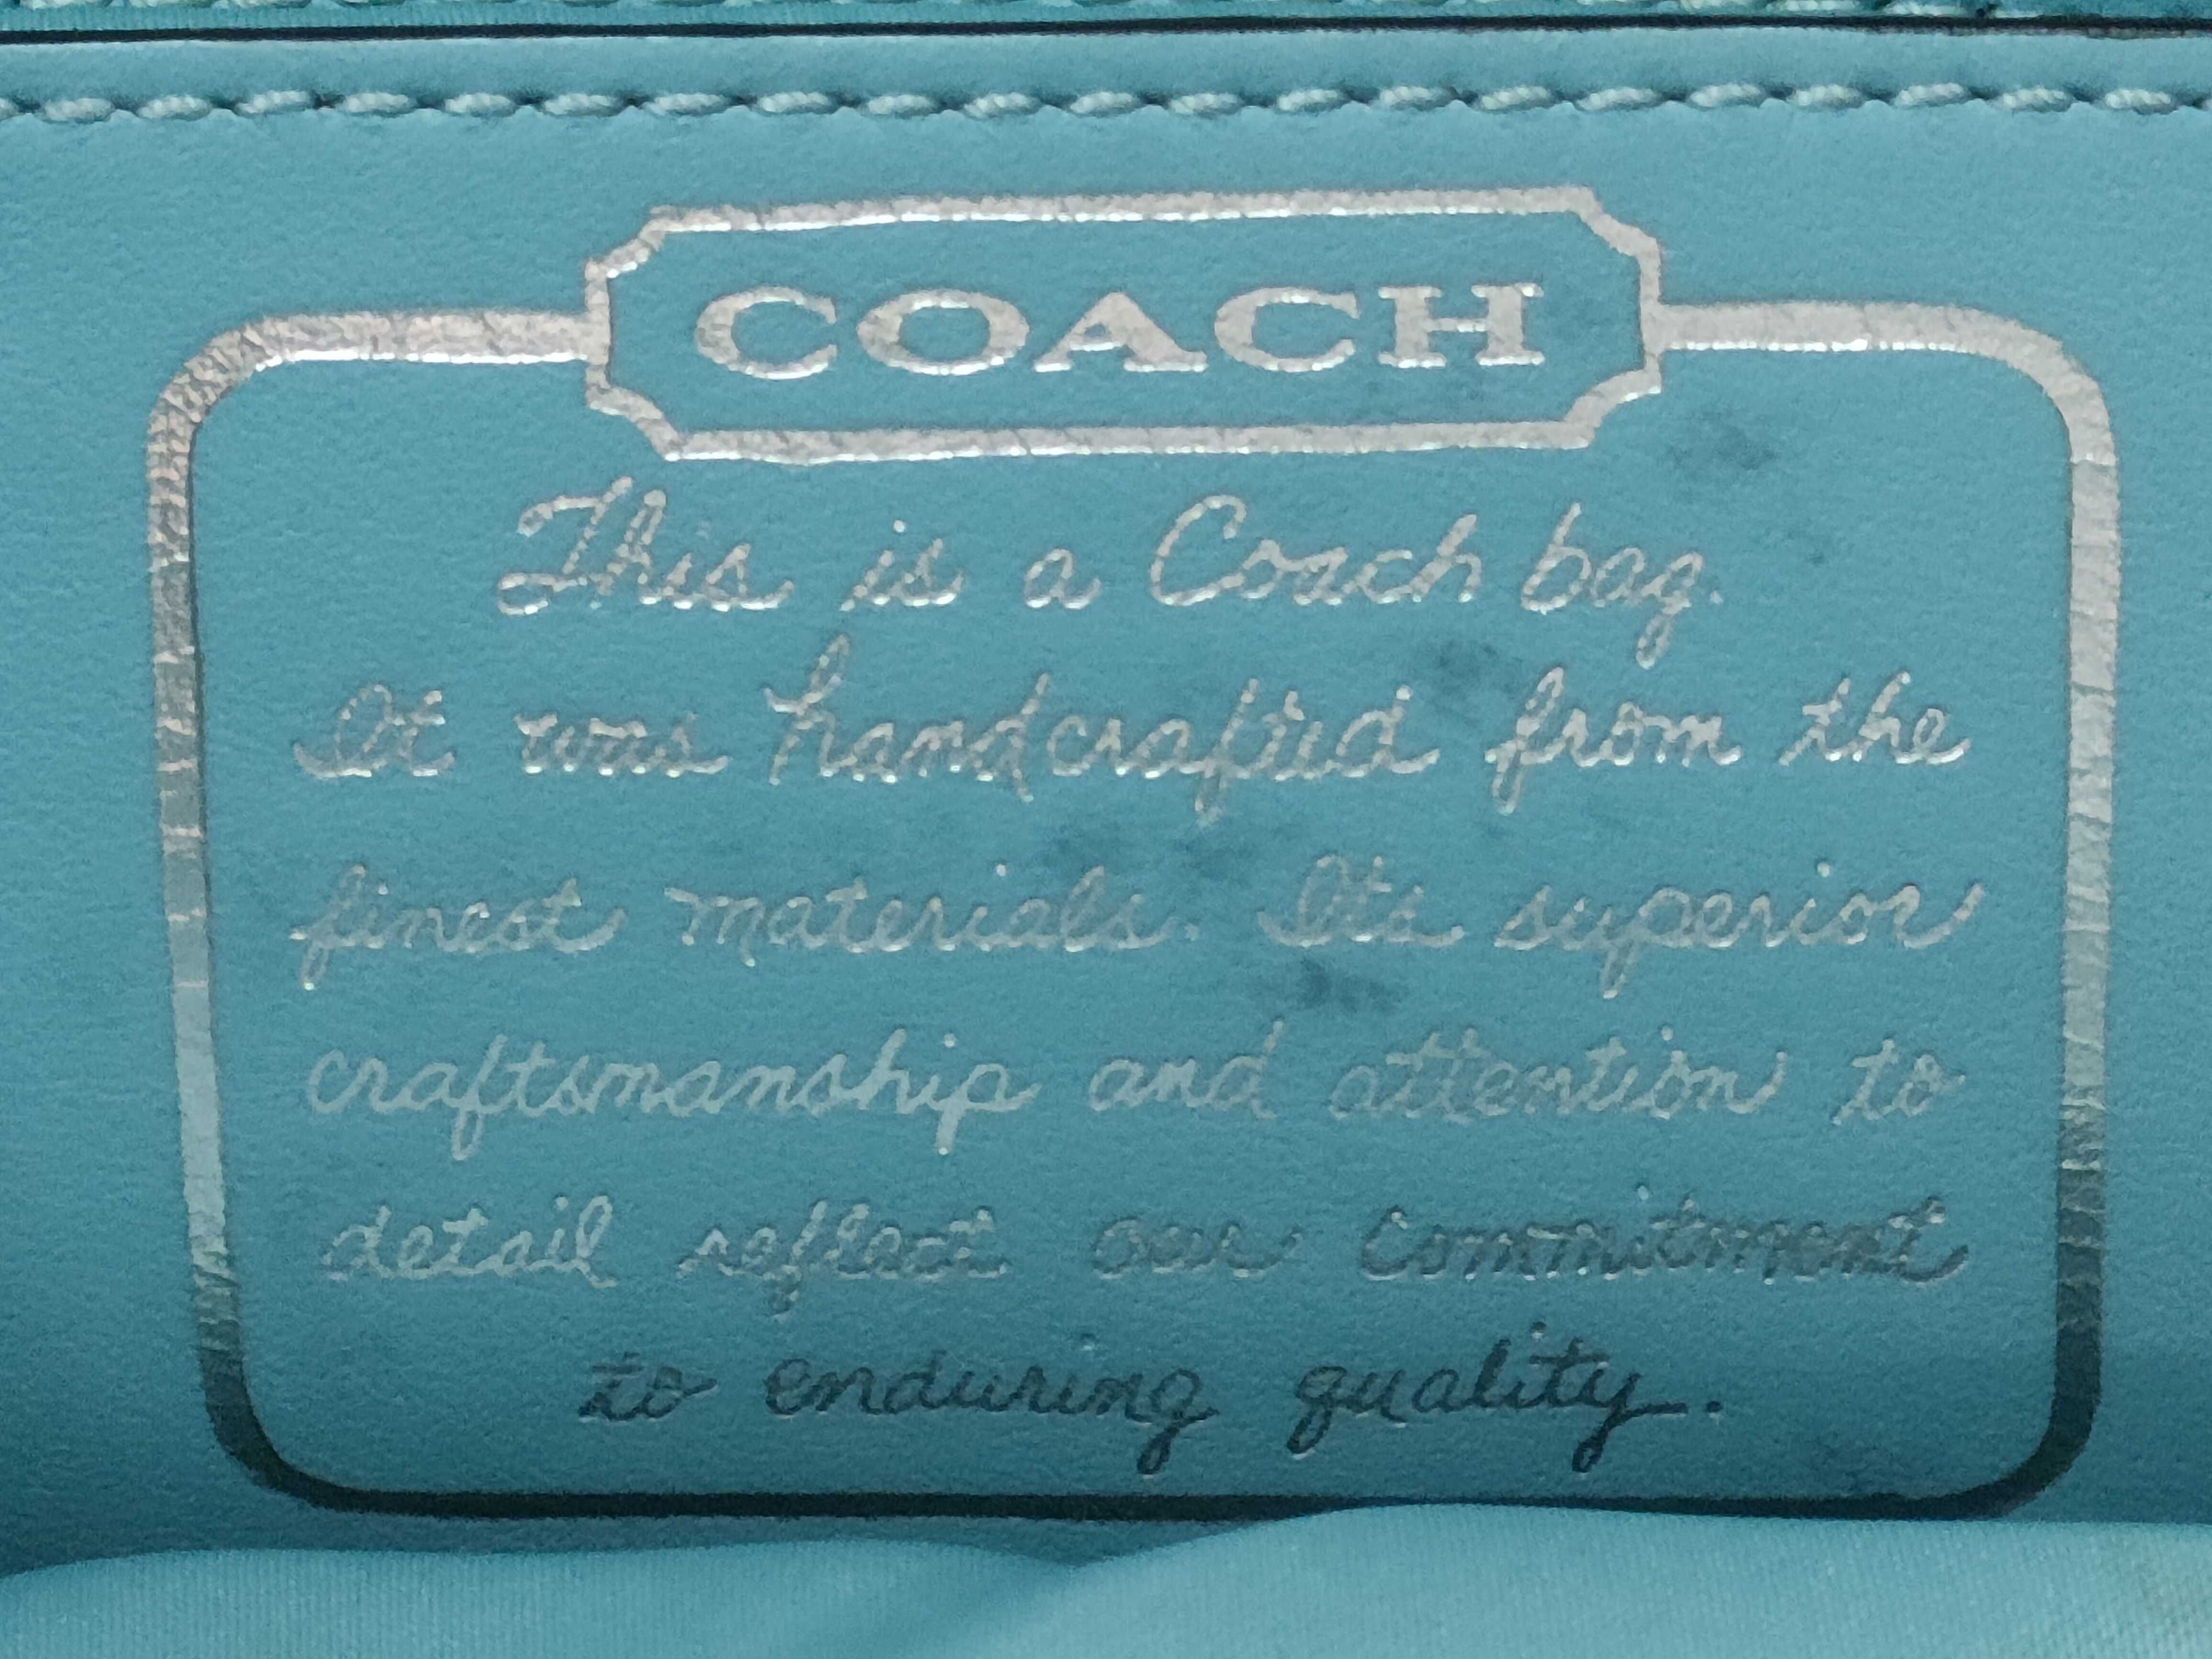 COACH
This is a Coach bag.
It was handcrafted from the
finest materials. Its superior
craftsmanship and attention to
detail reflect our commitment
to enduring quality.